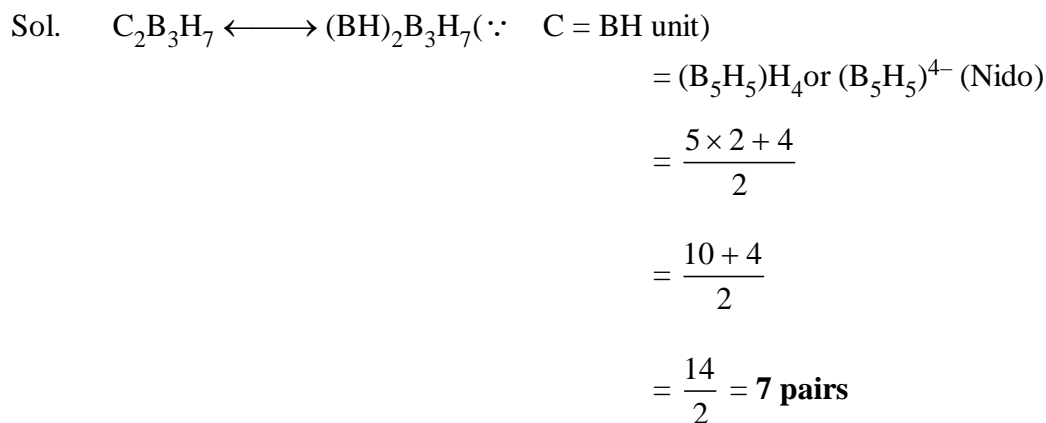 Sol. C₂B₃H₇ ⟷ (BH)₂B₃H₇(∵ C = BH unit)
= (B₅H₅)H₄or (B₅H₅)⁴⁻ (Nido)
= (5 × 2 + 4)/2
= (10 + 4)/2
= 14/2 = 7 pairs